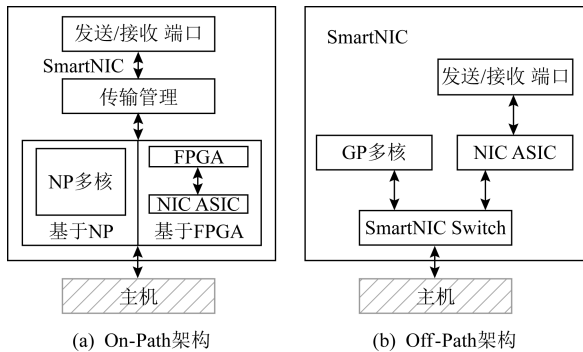 发送/接收 端口
SmartNIC
传输管理
NP多核
基于NP
FPGA
NIC ASIC
基于FPGA
主机
(a) On-Path架构
SmartNIC
发送/接收 端口
GP多核
NIC ASIC
SmartNIC Switch
主机
(b) Off-Path架构